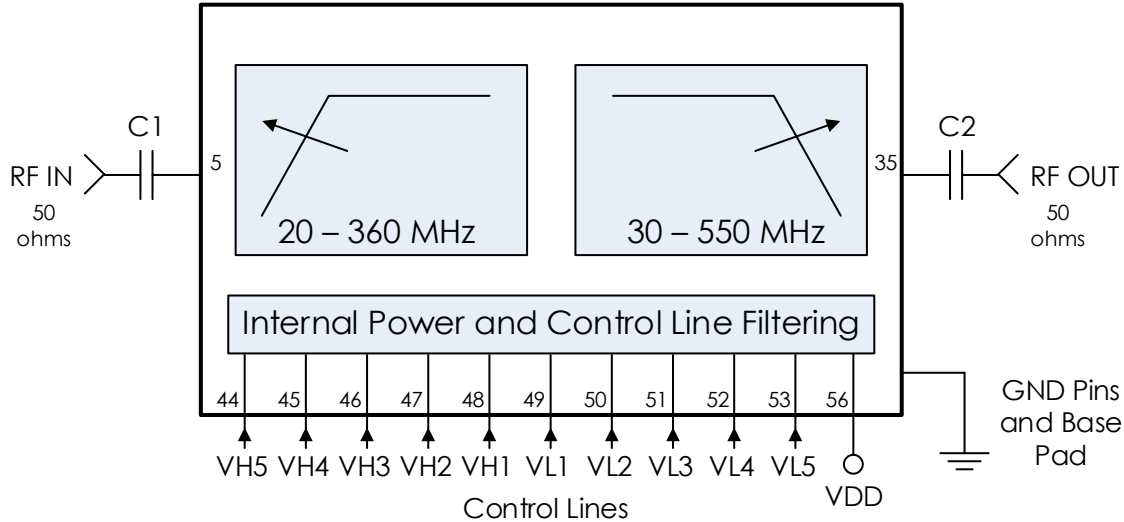 C1
RF IN
50
ohms
5
20 – 360 MHz
30 – 550 MHz
35
C2
RF OUT
50
ohms
Internal Power and Control Line Filtering
44 45 46 47 48 49 50 51 52 53 56
VH5 VH4 VH3 VH2 VH1 VL1 VL2 VL3 VL4 VL5
VDD
Control Lines
GND Pins
and Base
Pad